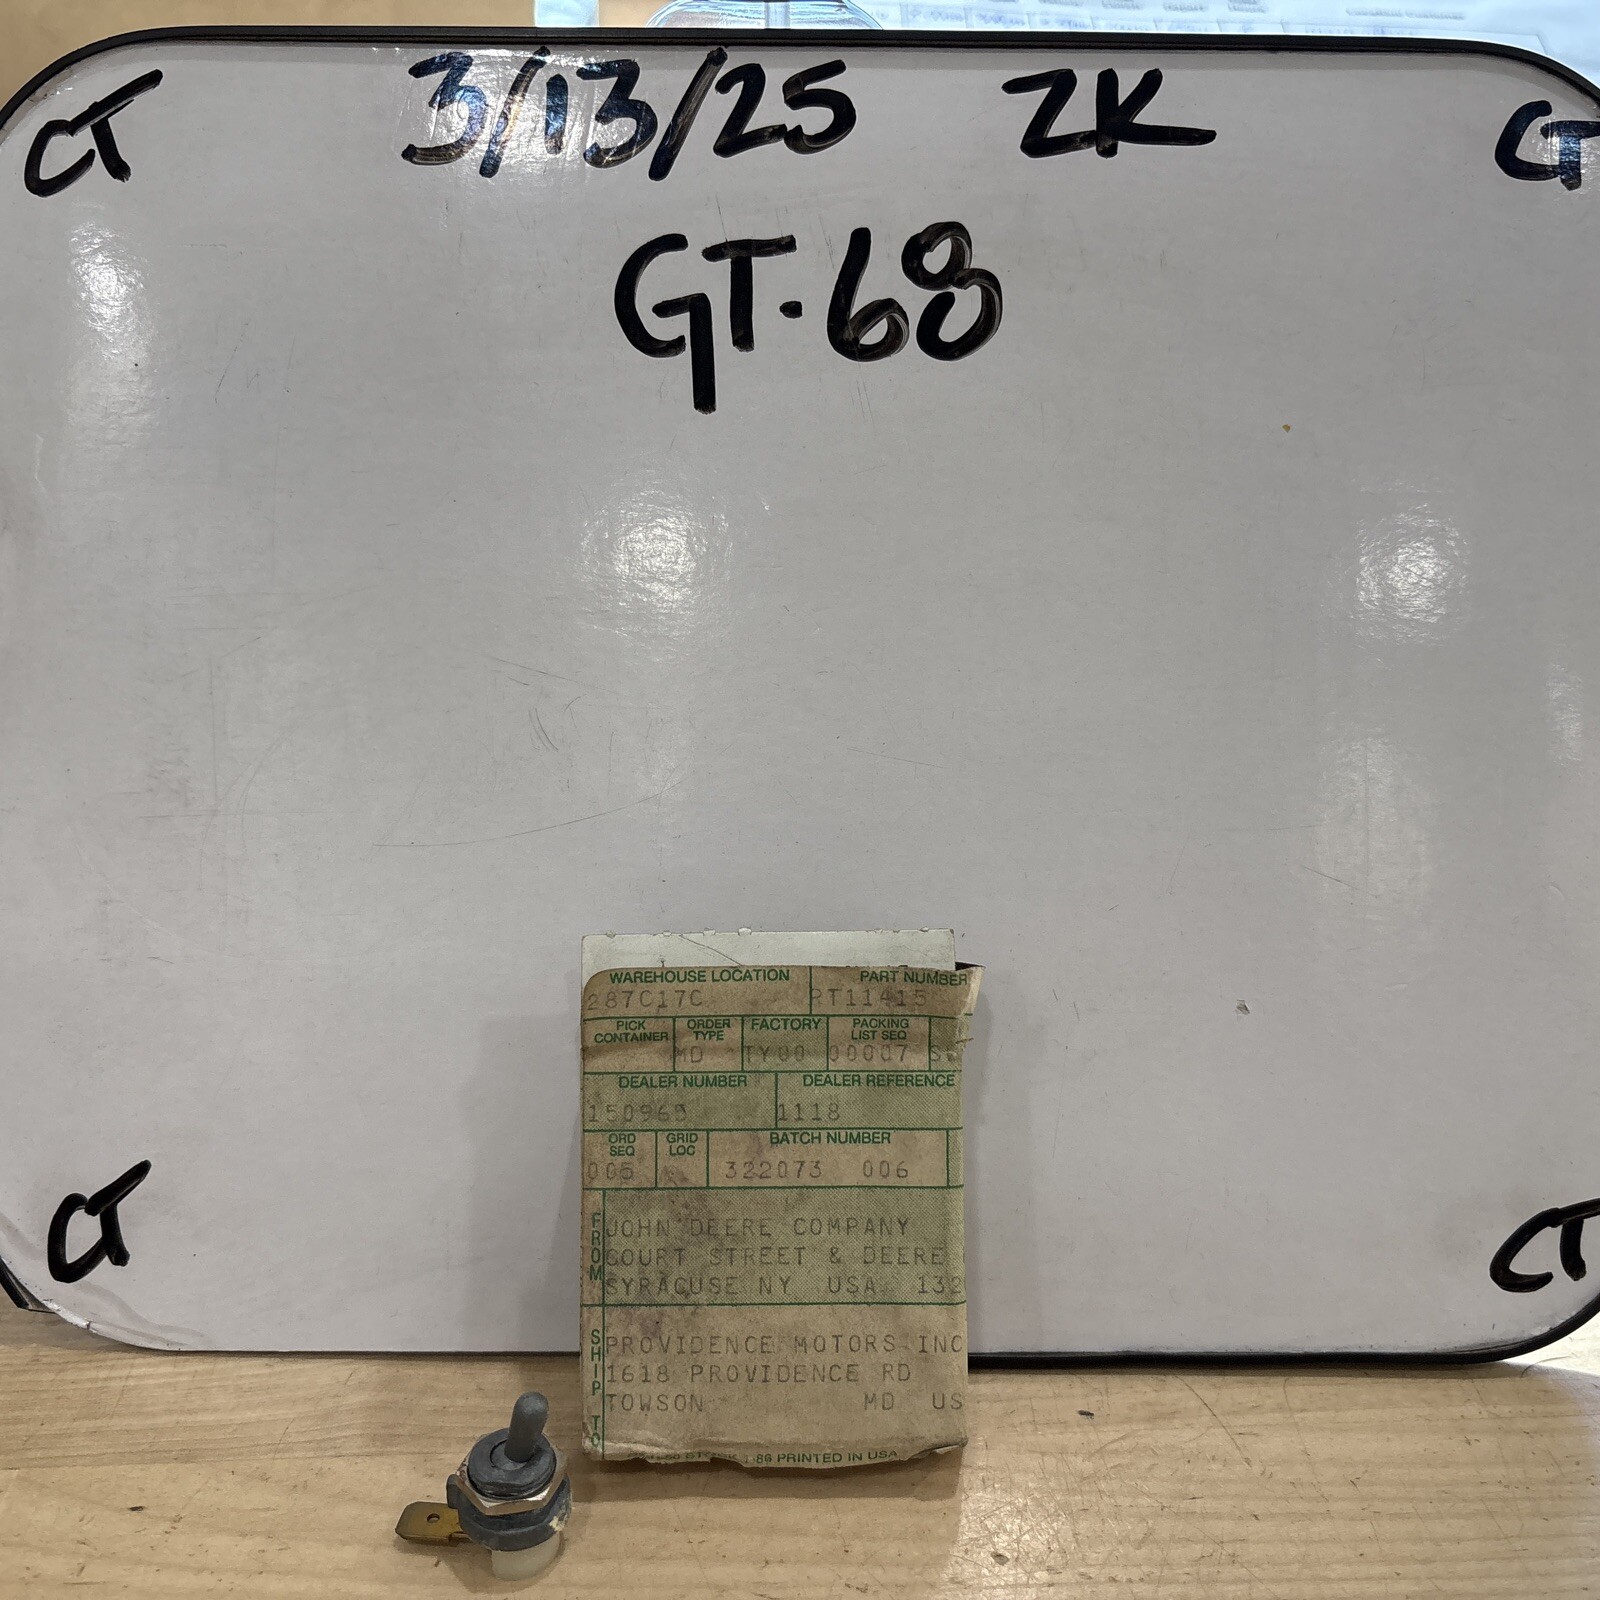 CT 3/13/25 ZK CT
GT-68
WAREHOUSE LOCATION PART NUMBER
287C17C PT11415
PICK CONTAINER ORDER TYPE FACTORY PACKING LIST SEQ
MD TY00 00007
DEALER NUMBER DEALER REFERENCE
150965 1118
ORD SEQ GRID LOC BATCH NUMBER
005 322073 006
FROM
JOHN DEERE COMPANY
COURT STREET & DEERE
SYRACUSE NY USA 132
SHIP TO
PROVIDENCE MOTORS INC
1618 PROVIDENCE RD
TOWSON MD US
PRINTED IN USA
CT CT